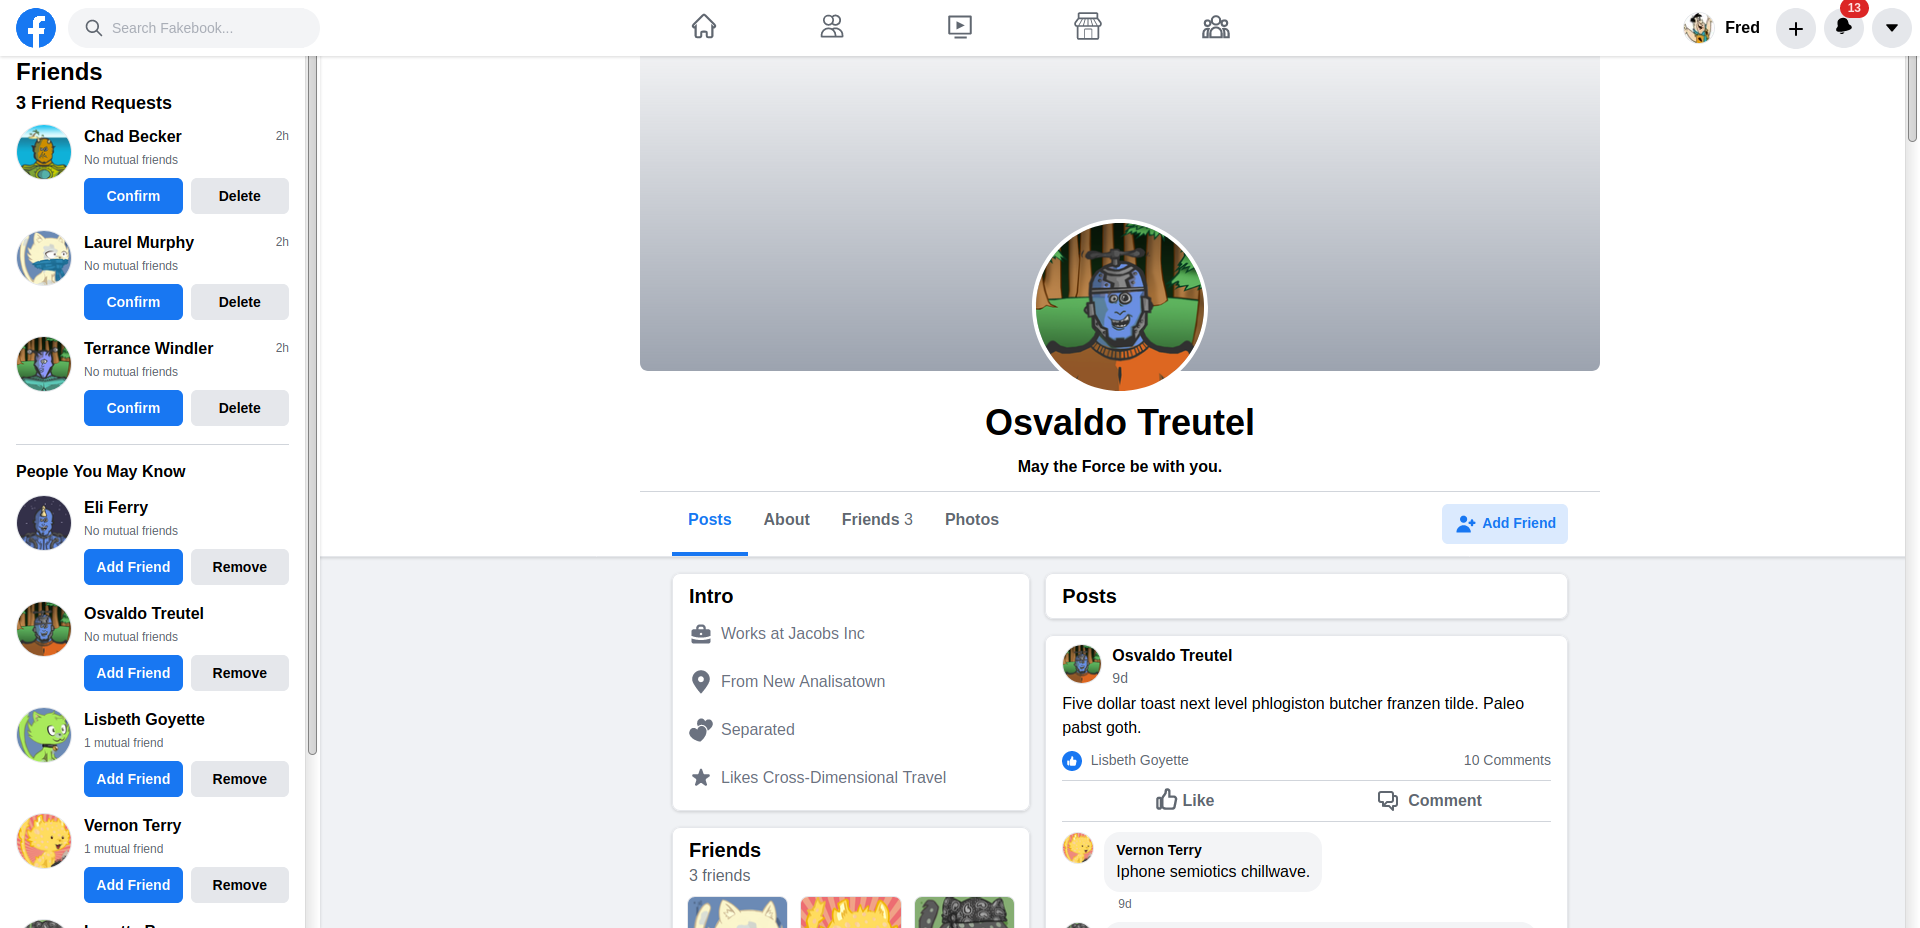 Search Fakebook...
Fred
13
Friends
3 Friend Requests
Chad Becker 2h
No mutual friends
Confirm Delete
Laurel Murphy 2h
No mutual friends
Confirm Delete
Terrance Windler 2h
No mutual friends
Confirm Delete
People You May Know
Eli Ferry
No mutual friends
Add Friend Remove
Osvaldo Treutel
No mutual friends
Add Friend Remove
Lisbeth Goyette
1 mutual friend
Add Friend Remove
Vernon Terry
1 mutual friend
Add Friend Remove
Osvaldo Treutel
May the Force be with you.
Posts About Friends 3 Photos
Add Friend
Intro
Works at Jacobs Inc
From New Analisatown
Separated
Likes Cross-Dimensional Travel
Friends
3 friends
Posts
Osvaldo Treutel
9d
Five dollar toast next level phlogiston butcher franzen tilde. Paleo
pabst goth.
Lisbeth Goyette 10 Comments
Like Comment
Vernon Terry
Iphone semiotics chillwave.
9d